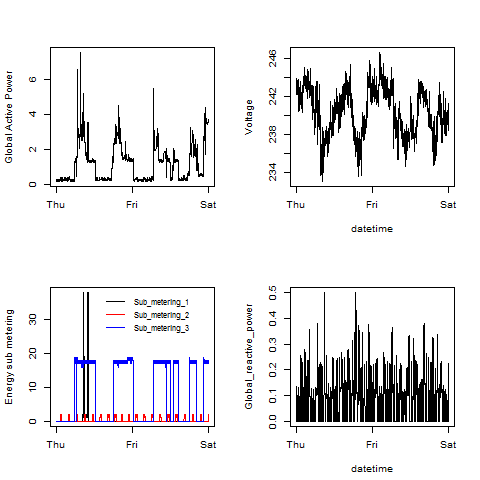 Global Active Power
0 2 4 6
Thu Fri Sat
Voltage
234 238 242 246
Thu Fri Sat
datetime
Energy sub metering
0 10 20 30
Sub_metering_1
Sub_metering_2
Sub_metering_3
Thu Fri Sat
Global_reactive_power
0.0 0.1 0.2 0.3 0.4 0.5
Thu Fri Sat
datetime